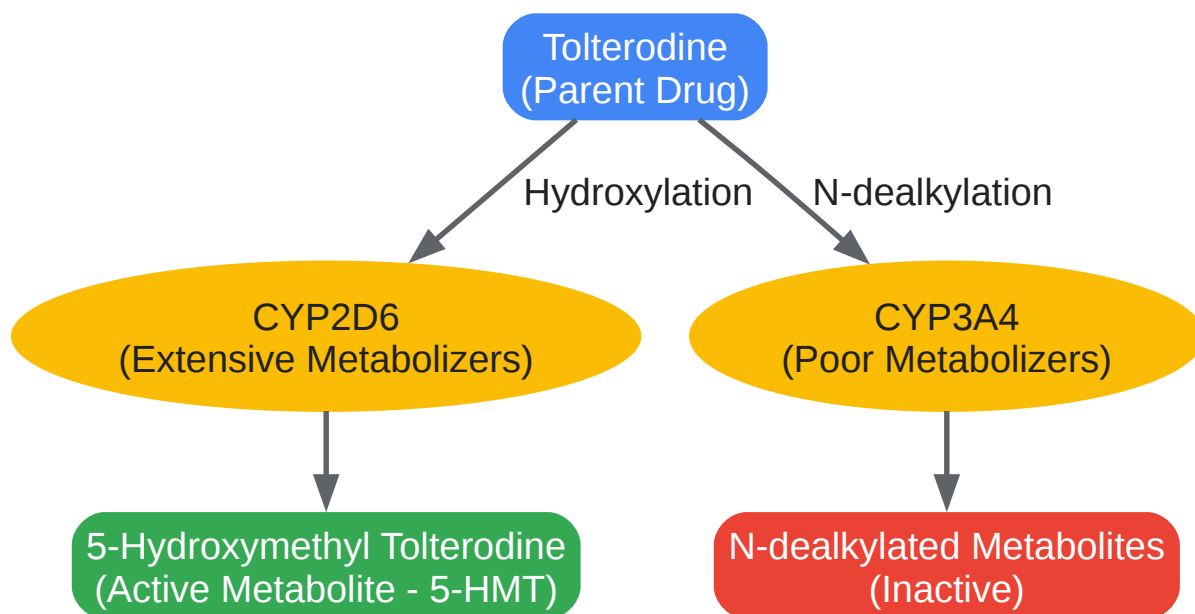 Tolterodine
(Parent Drug)
Hydroxylation
N-dealkylation
CYP2D6
(Extensive Metabolizers)
CYP3A4
(Poor Metabolizers)
5-Hydroxymethyl Tolterodine
(Active Metabolite - 5-HMT)
N-dealkylated Metabolites
(Inactive)